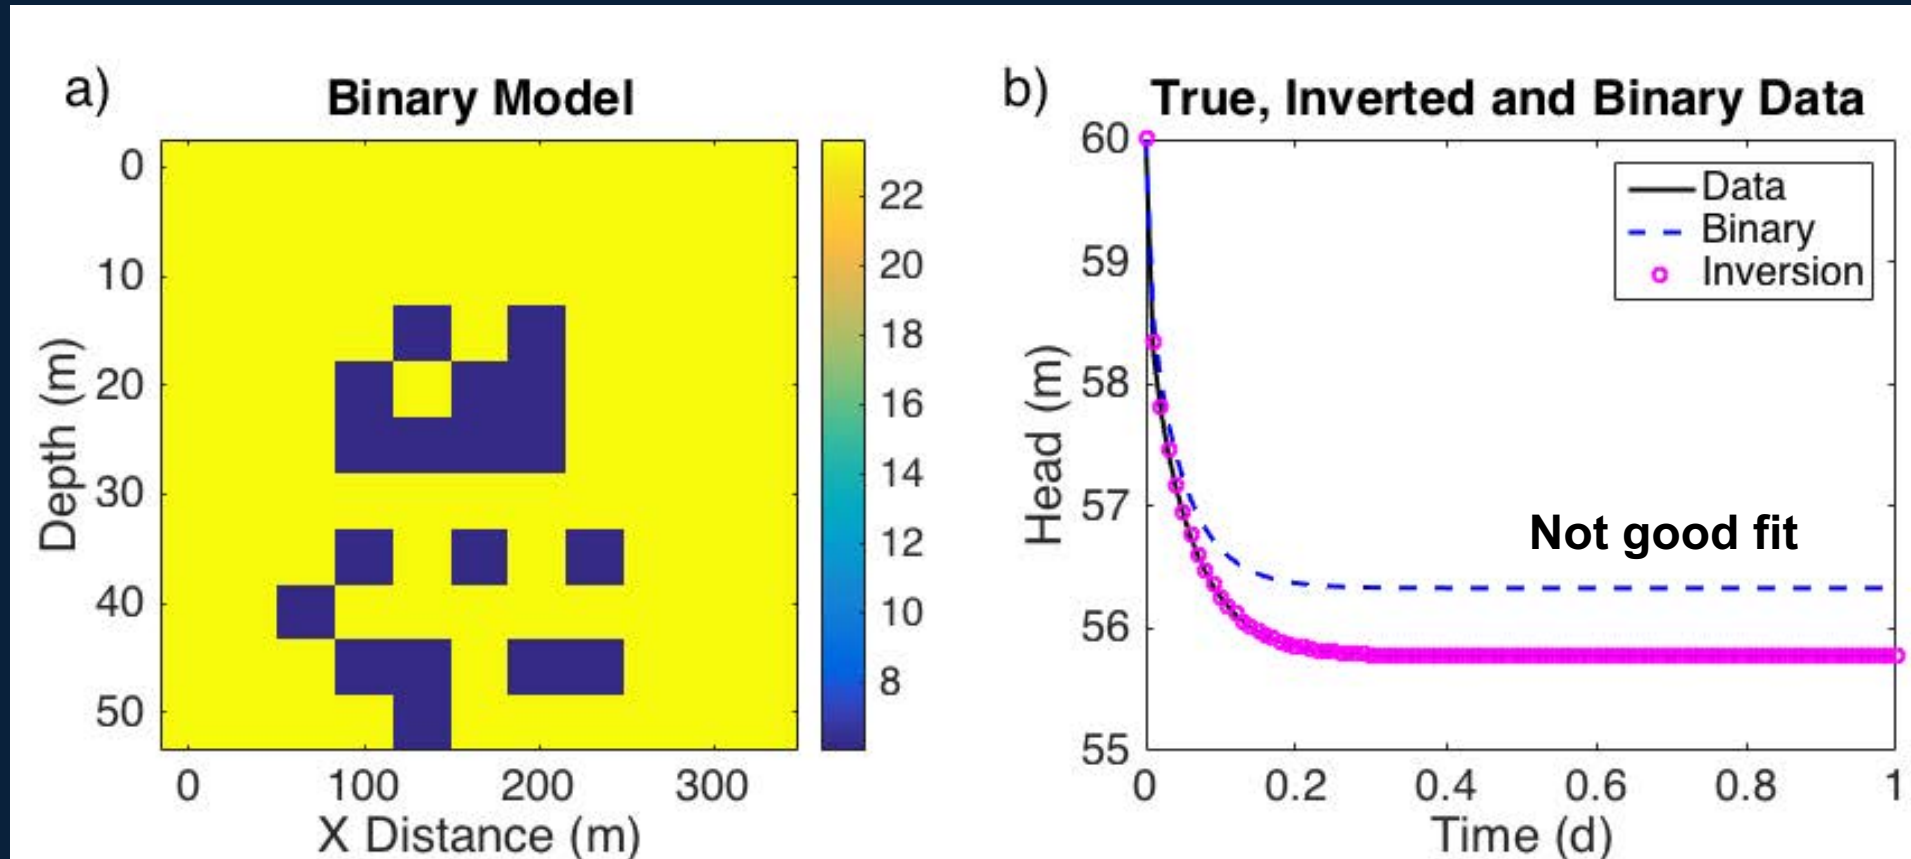 a)
Binary Model
0
10
20
30
40
50
Depth (m)
0 100 200 300
X Distance (m)
22
20
18
16
14
12
10
8
b)
True, Inverted and Binary Data
60
59
58
57
56
55
Head (m)
Data
Binary
Inversion
Not good fit
0 0.2 0.4 0.6 0.8 1
Time (d)